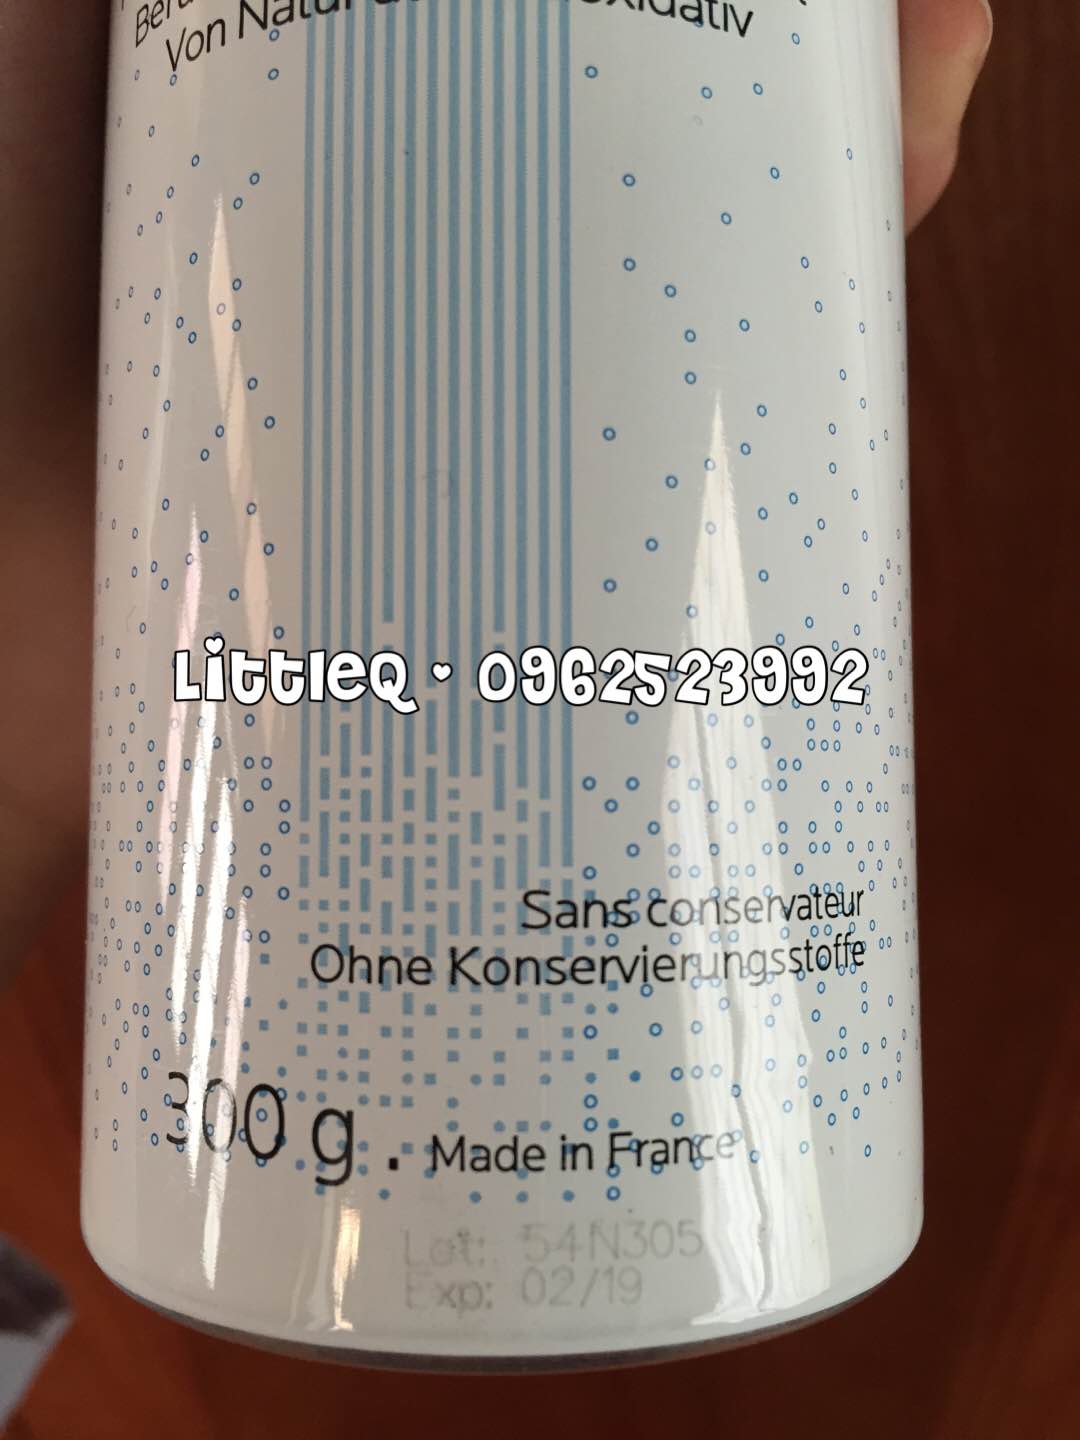 Von Natur
Sans conservateur
Ohne Konservierungsstoffe
300 g . Made in France
Lot: 54N305
Exp: 02/19
LittleQ • 0962523992